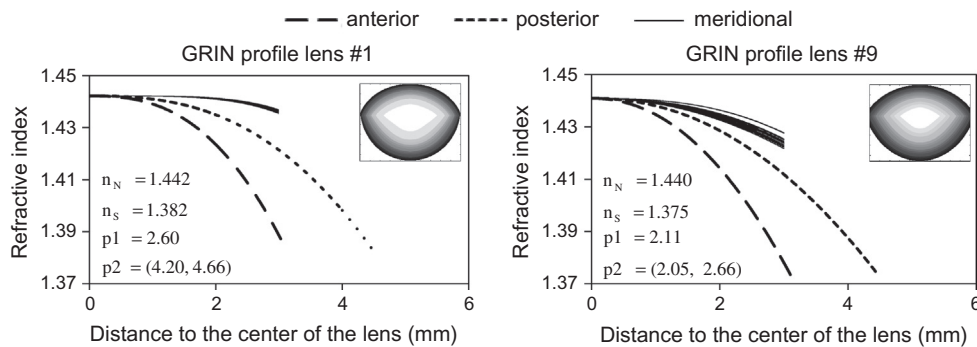 anterior posterior meridional
GRIN profile lens #1
Refractive index
1.45
1.43
1.41
1.39
1.37
n_N = 1.442
n_S = 1.382
p1 = 2.60
p2 = (4.20, 4.66)
0 2 4 6
Distance to the center of the lens (mm)
GRIN profile lens #9
Refractive index
1.45
1.43
1.41
1.39
1.37
n_N = 1.440
n_S = 1.375
p1 = 2.11
p2 = (2.05, 2.66)
0 2 4 6
Distance to the center of the lens (mm)